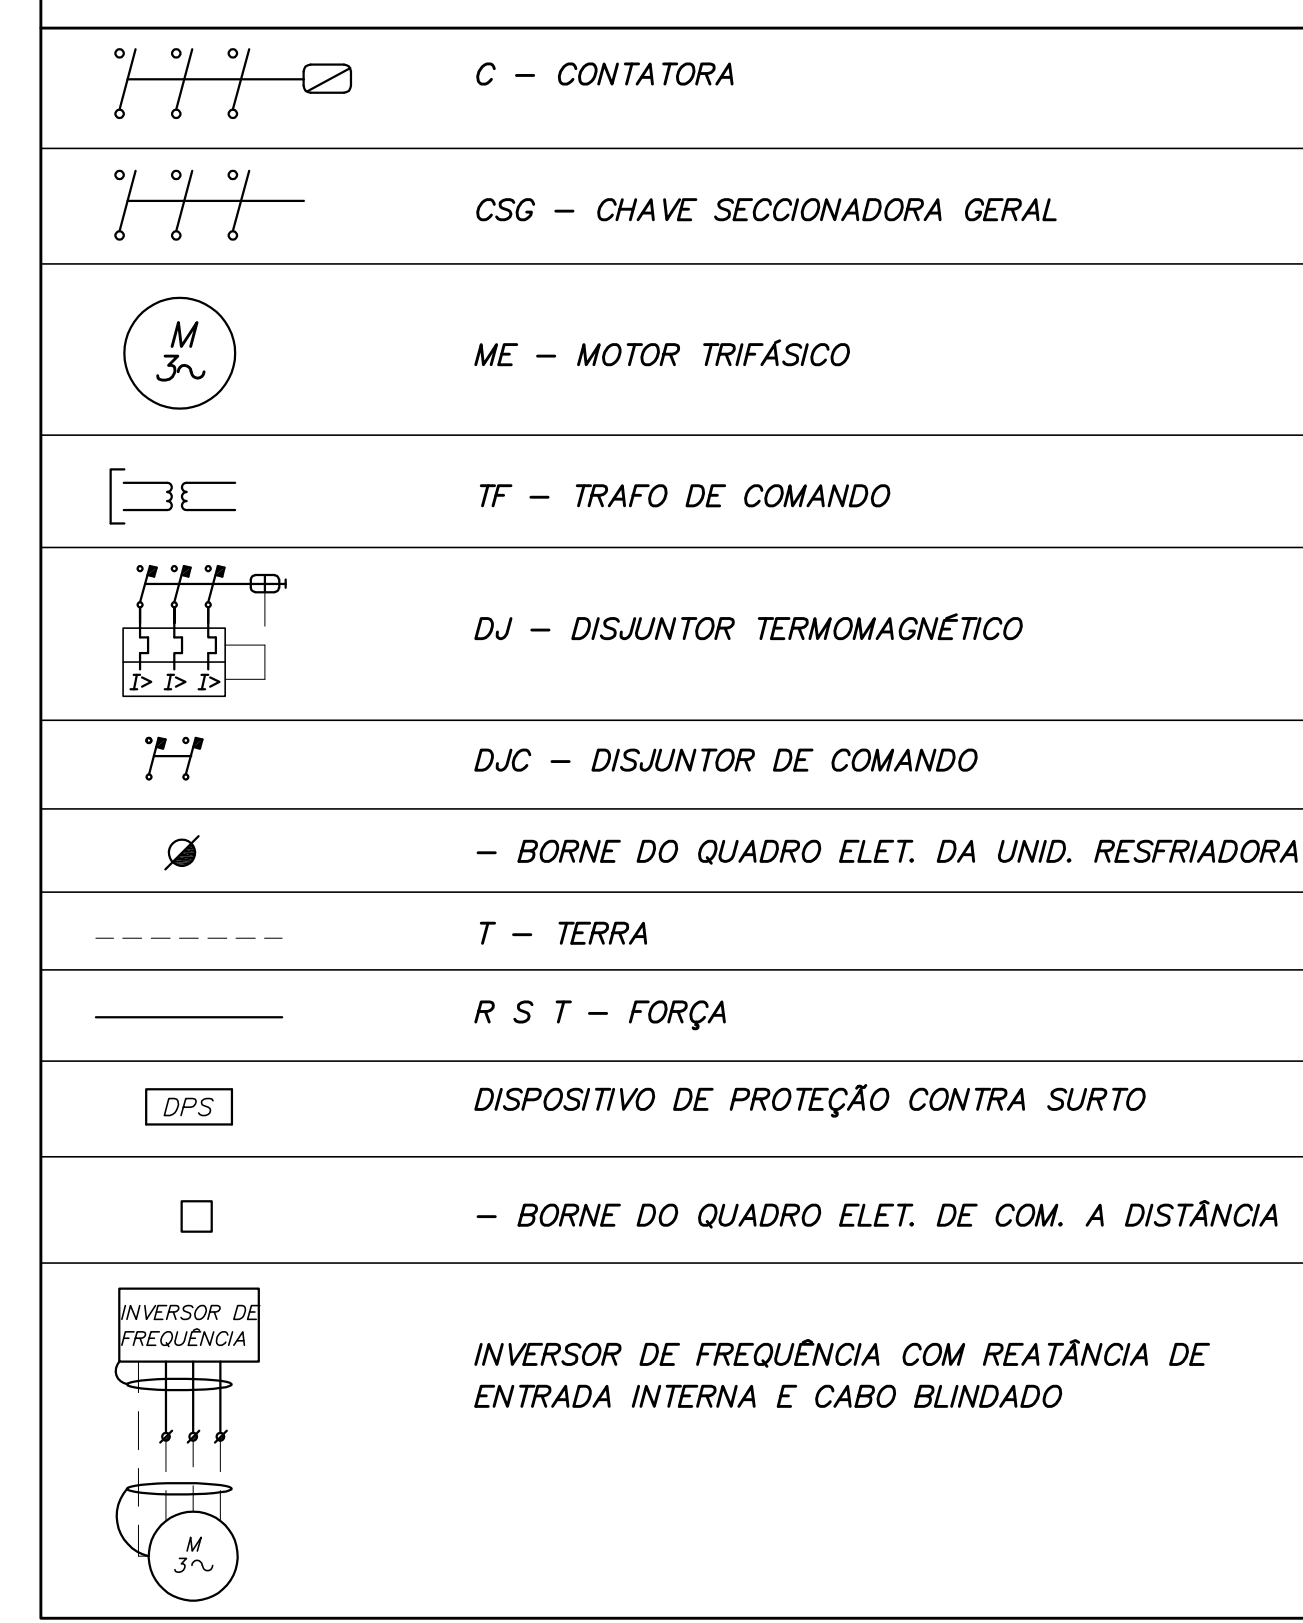 C – CONTATORA
CSG – CHAVE SECCIONADORA GERAL
M
3~
ME – MOTOR TRIFÁSICO
TF – TRAFO DE COMANDO
I> I> I>
DJ – DISJUNTOR TERMOMAGNÉTICO
DJC – DISJUNTOR DE COMANDO
– BORNE DO QUADRO ELET. DA UNID. RESFRIADORA
T – TERRA
R S T – FORÇA
DPS
DISPOSITIVO DE PROTEÇÃO CONTRA SURTO
– BORNE DO QUADRO ELET. DE COM. A DISTÂNCIA
INVERSOR DE
FREQUÊNCIA
INVERSOR DE FREQUÊNCIA COM REATÂNCIA DE
ENTRADA INTERNA E CABO BLINDADO
M
3~